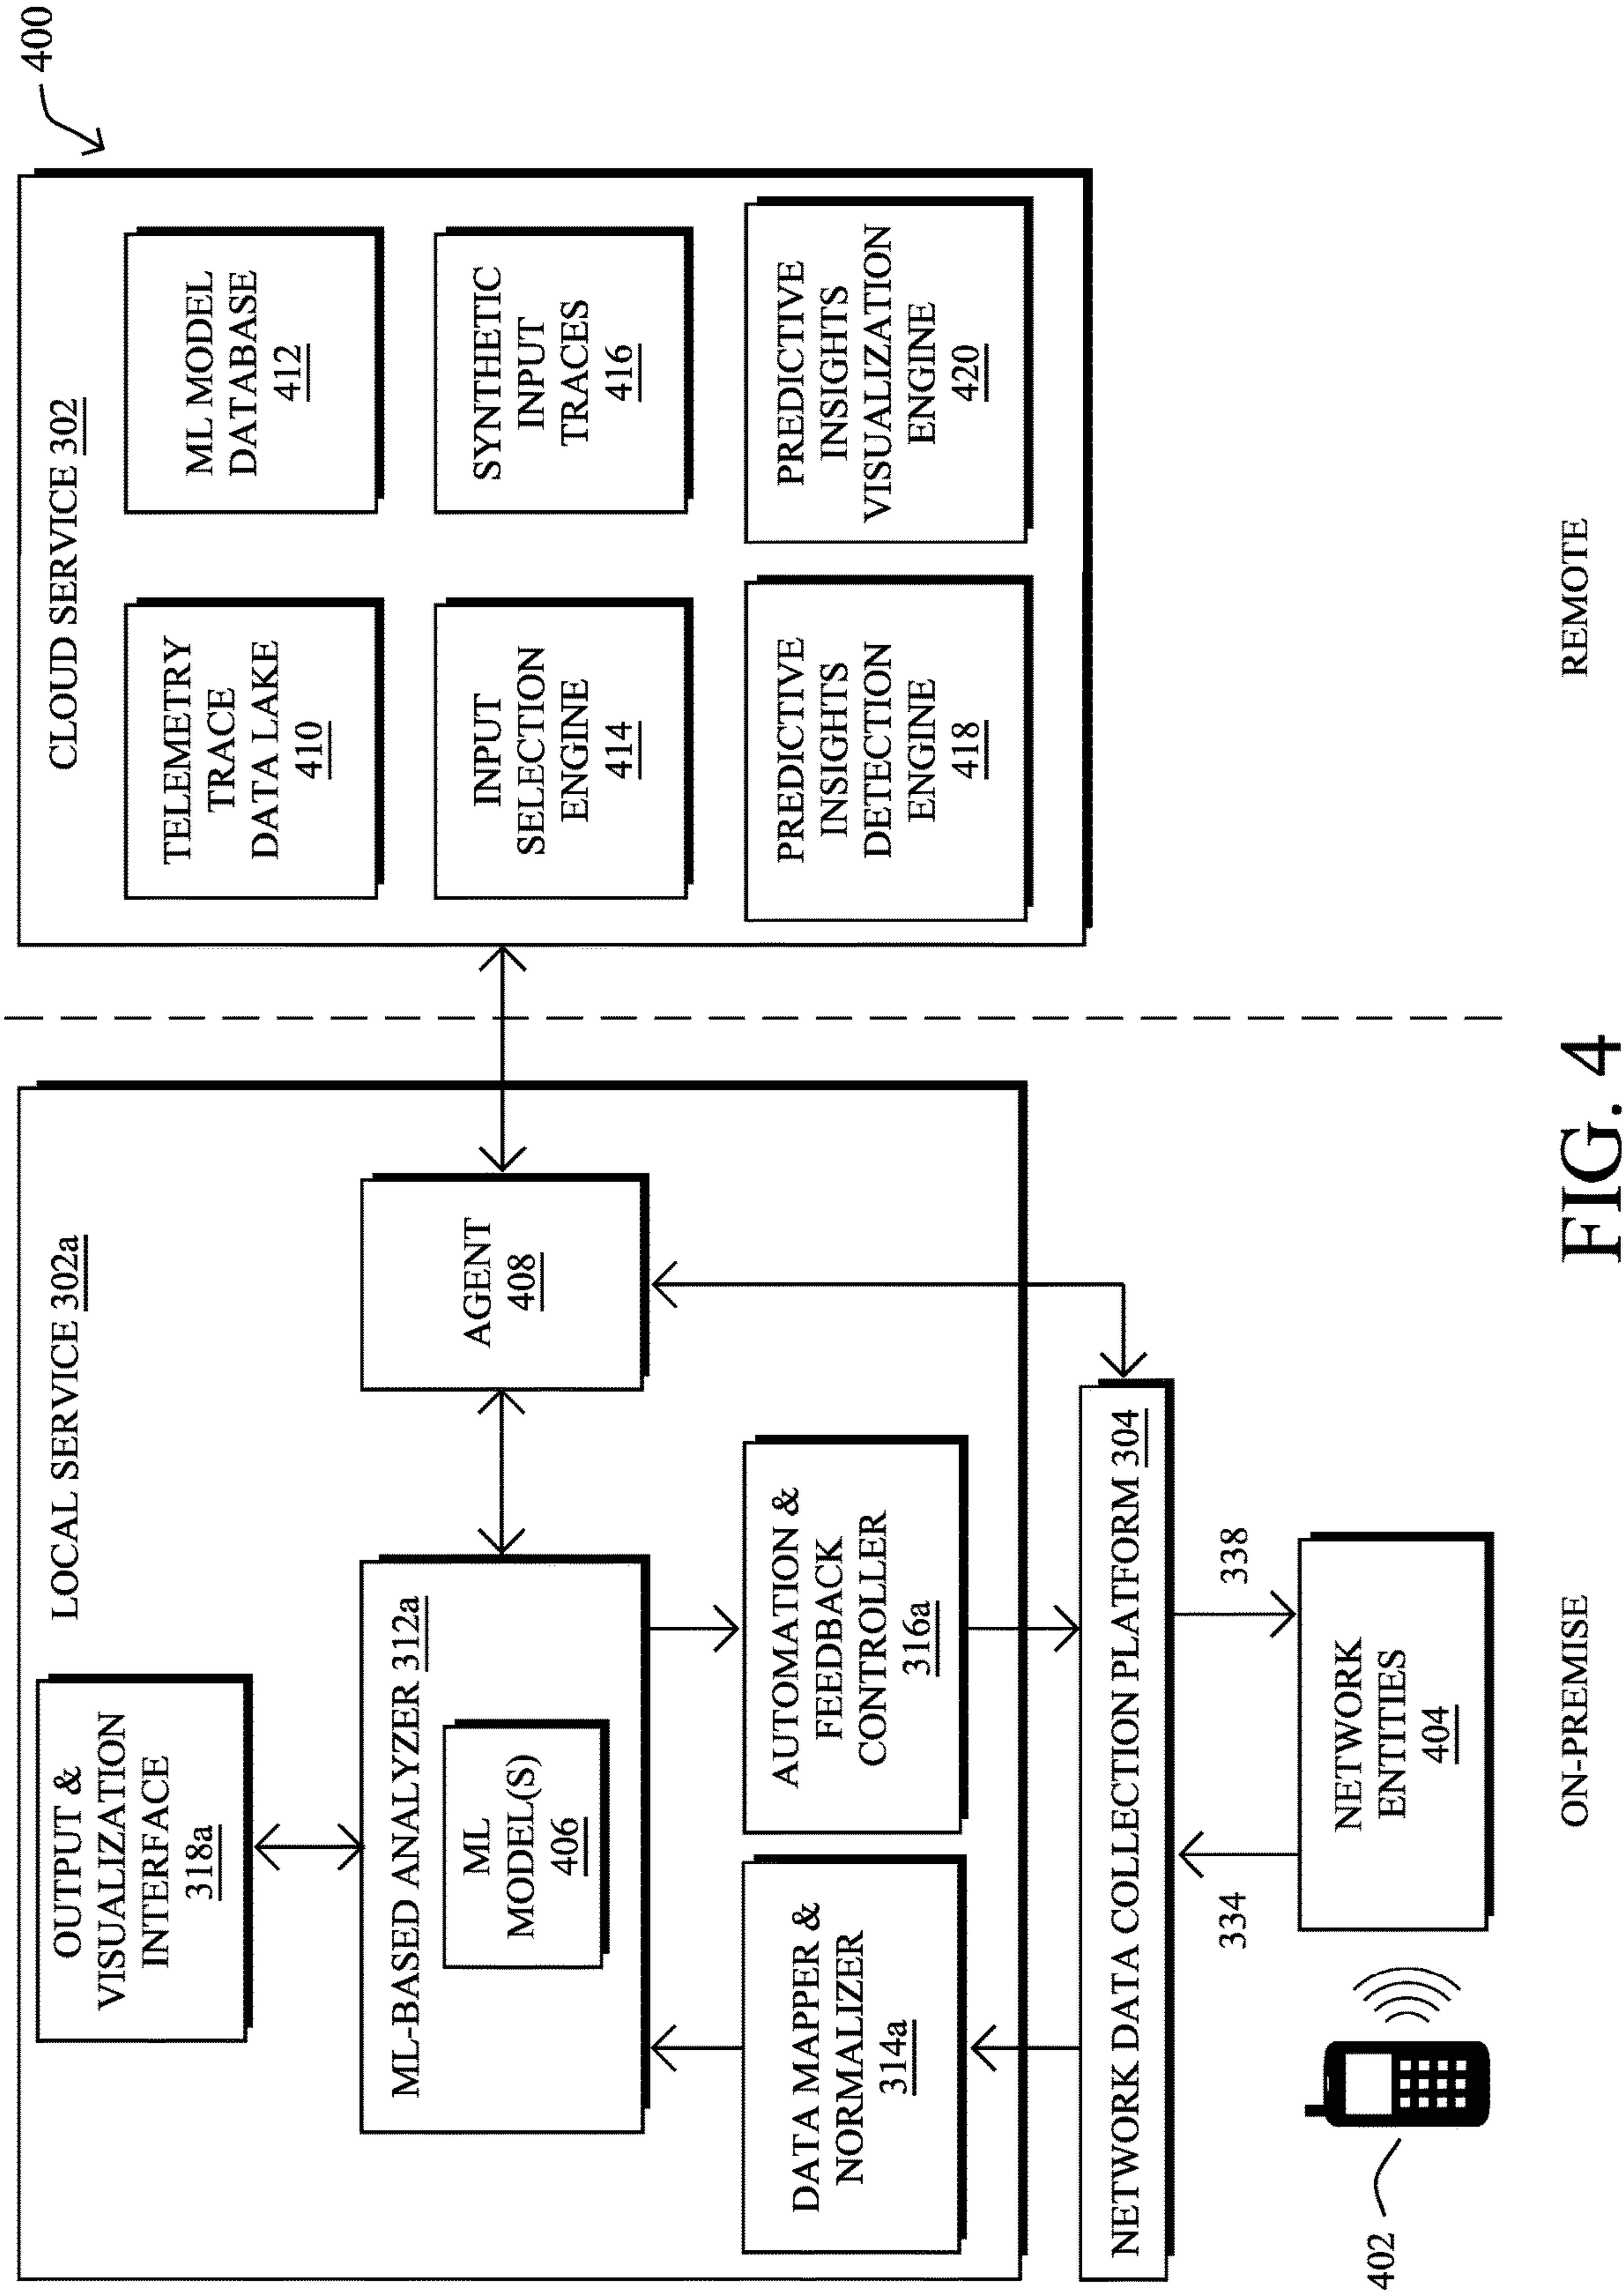 400
LOCAL SERVICE 302a
OUTPUT &
VISUALIZATION
INTERFACE
318a
ML-BASED ANALYZER 312a
ML
MODEL(S)
406
AGENT
408
DATA MAPPER &
NORMALIZER
314a
AUTOMATION &
FEEDBACK
CONTROLLER
316a
NETWORK DATA COLLECTION PLATFORM 304
334
338
NETWORK
ENTITIES
404
402
ON-PREMISE
CLOUD SERVICE 302
TELEMETRY
TRACE
DATA LAKE
410
ML MODEL
DATABASE
412
INPUT
SELECTION
ENGINE
414
SYNTHETIC
INPUT
TRACES
416
PREDICTIVE
INSIGHTS
DETECTION
ENGINE
418
PREDICTIVE
INSIGHTS
VISUALIZATION
ENGINE
420
REMOTE
FIG. 4